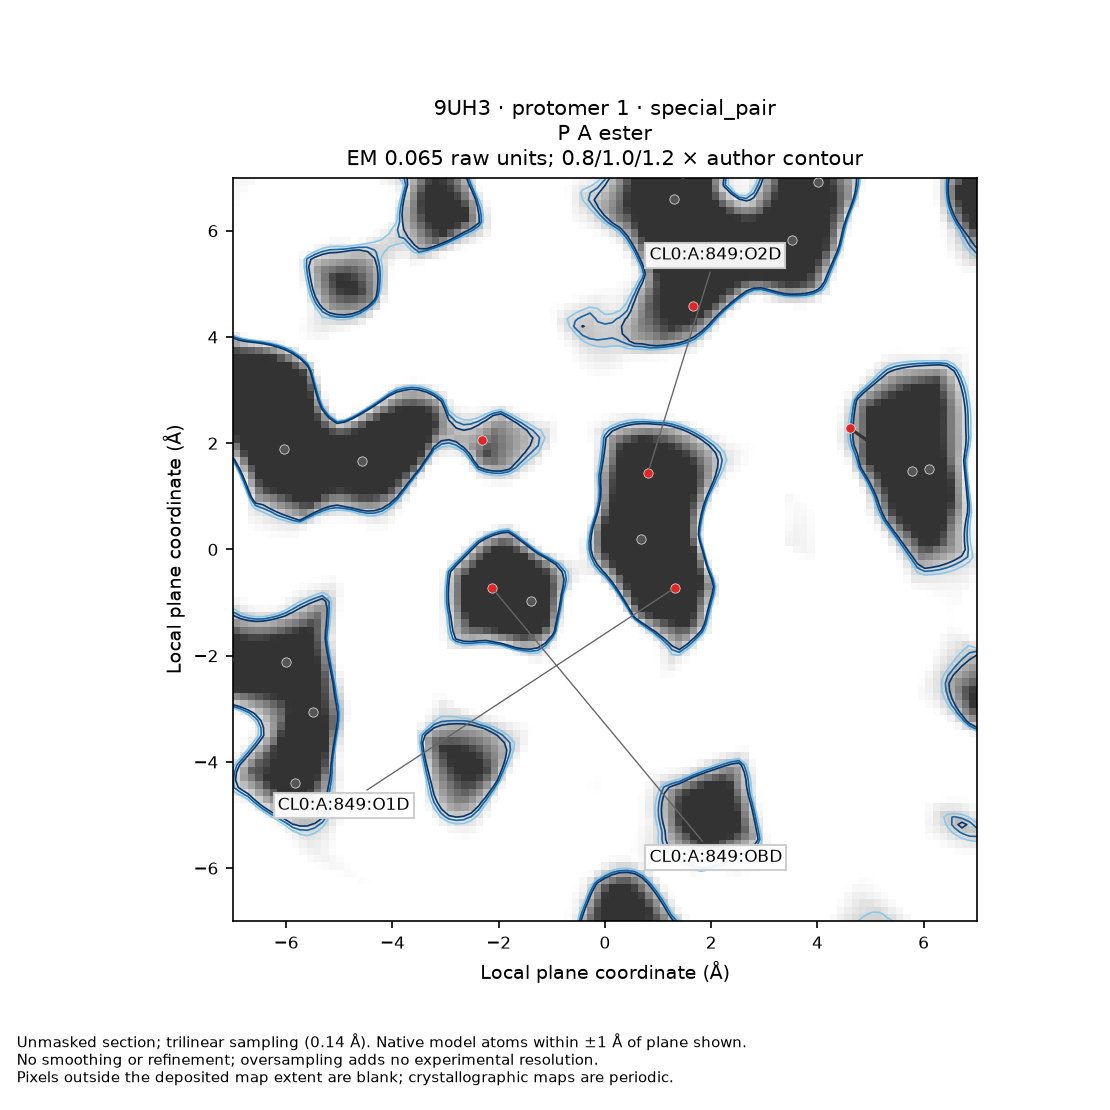 9UH3 · protomer 1 · special_pair
P A ester
EM 0.065 raw units; 0.8/1.0/1.2 × author contour
CL0:A:849:O2D
CL0:A:849:O1D
CL0:A:849:OBD
Local plane coordinate (Å)
6
4
2
0
−2
−4
−6
−6
−4
−2
0
2
4
6
Local plane coordinate (Å)
Unmasked section; trilinear sampling (0.14 Å). Native model atoms within ±1 Å of plane shown.
No smoothing or refinement; oversampling adds no experimental resolution.
Pixels outside the deposited map extent are blank; crystallographic maps are periodic.